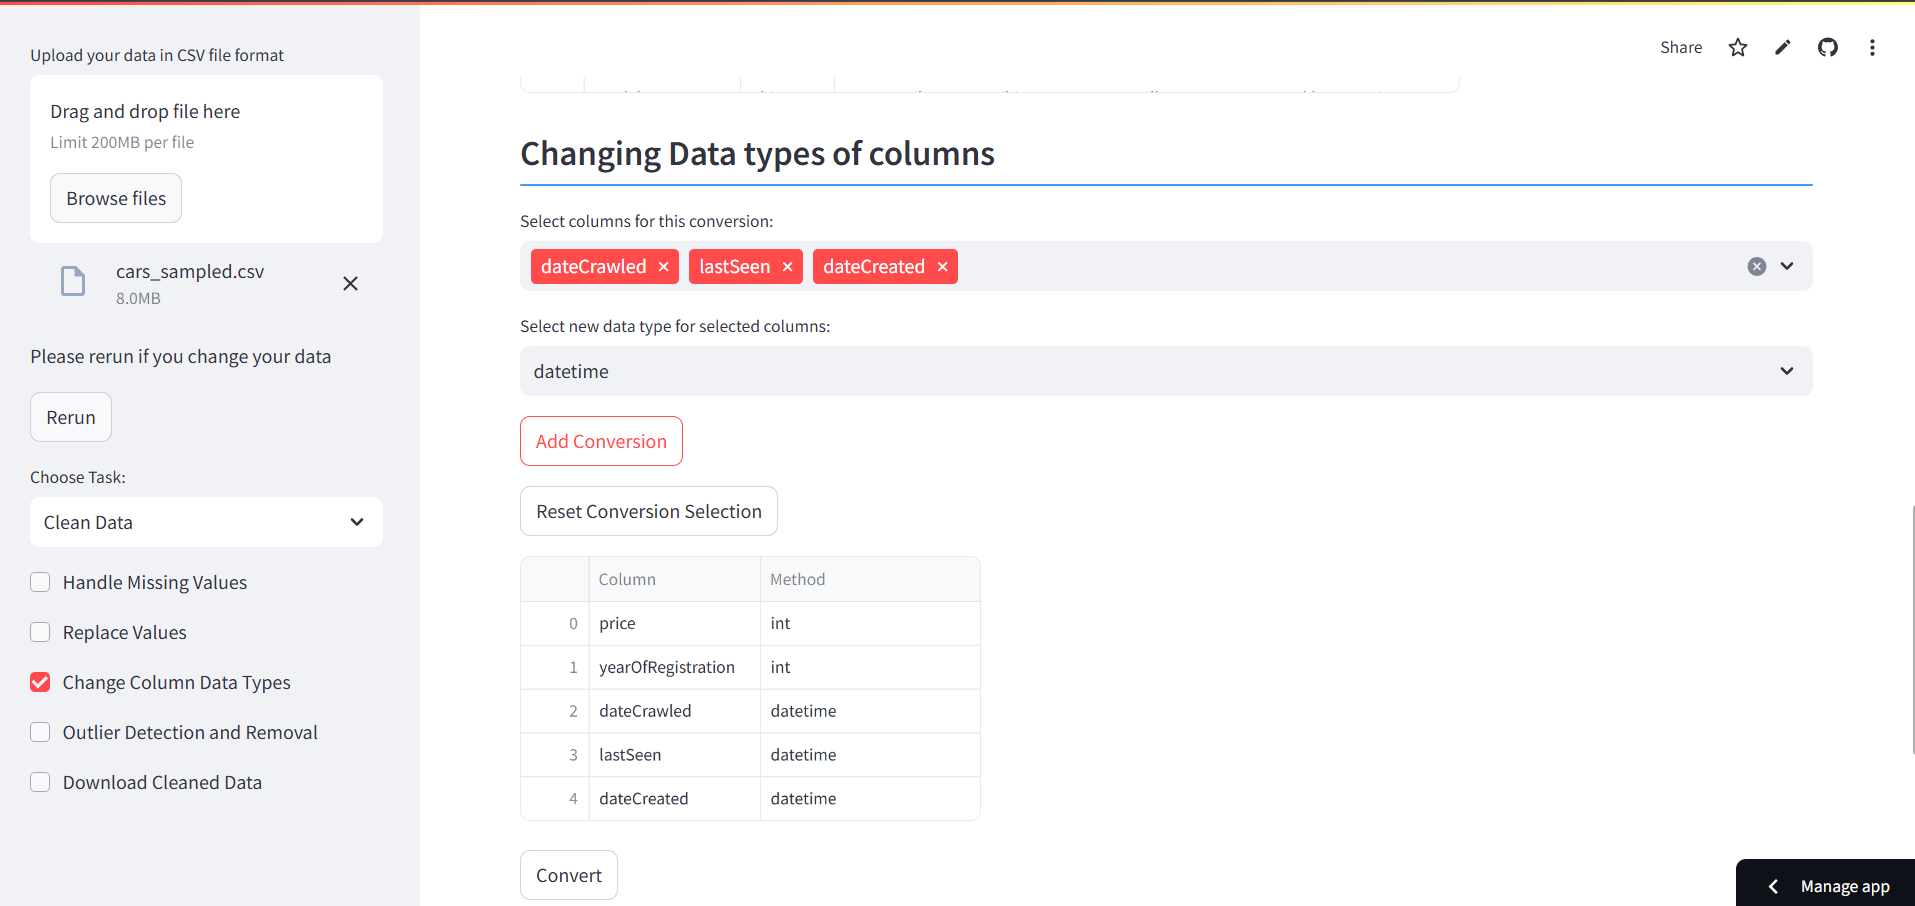 Upload your data in CSV file format
Drag and drop file here
Limit 200MB per file
Browse files
cars_sampled.csv
8.0MB
Please rerun if you change your data
Rerun
Choose Task:
Clean Data
Handle Missing Values
Replace Values
Change Column Data Types
Outlier Detection and Removal
Download Cleaned Data
Share
Changing Data types of columns
Select columns for this conversion:
dateCrawled lastSeen dateCreated
Select new data type for selected columns:
datetime
Add Conversion
Reset Conversion Selection
Column Method
0 price int
1 yearOfRegistration int
2 dateCrawled datetime
3 lastSeen datetime
4 dateCreated datetime
Convert
Manage app